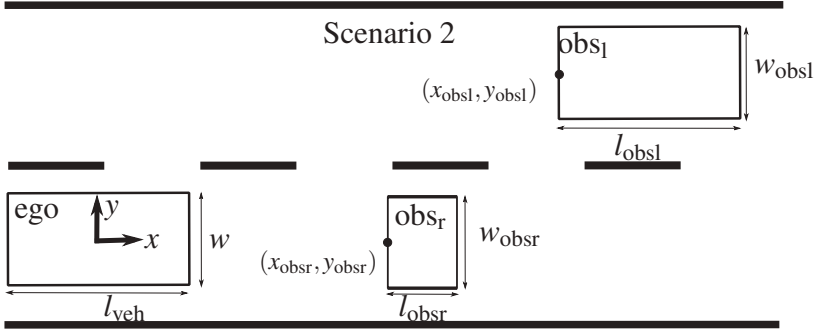 Scenario 2
obs_l
w_obsl
(x_obsl, y_obsl)
l_obsl
ego
y
x
w
obs_r
w_obsr
(x_obsr, y_obsr)
l_veh
l_obsr